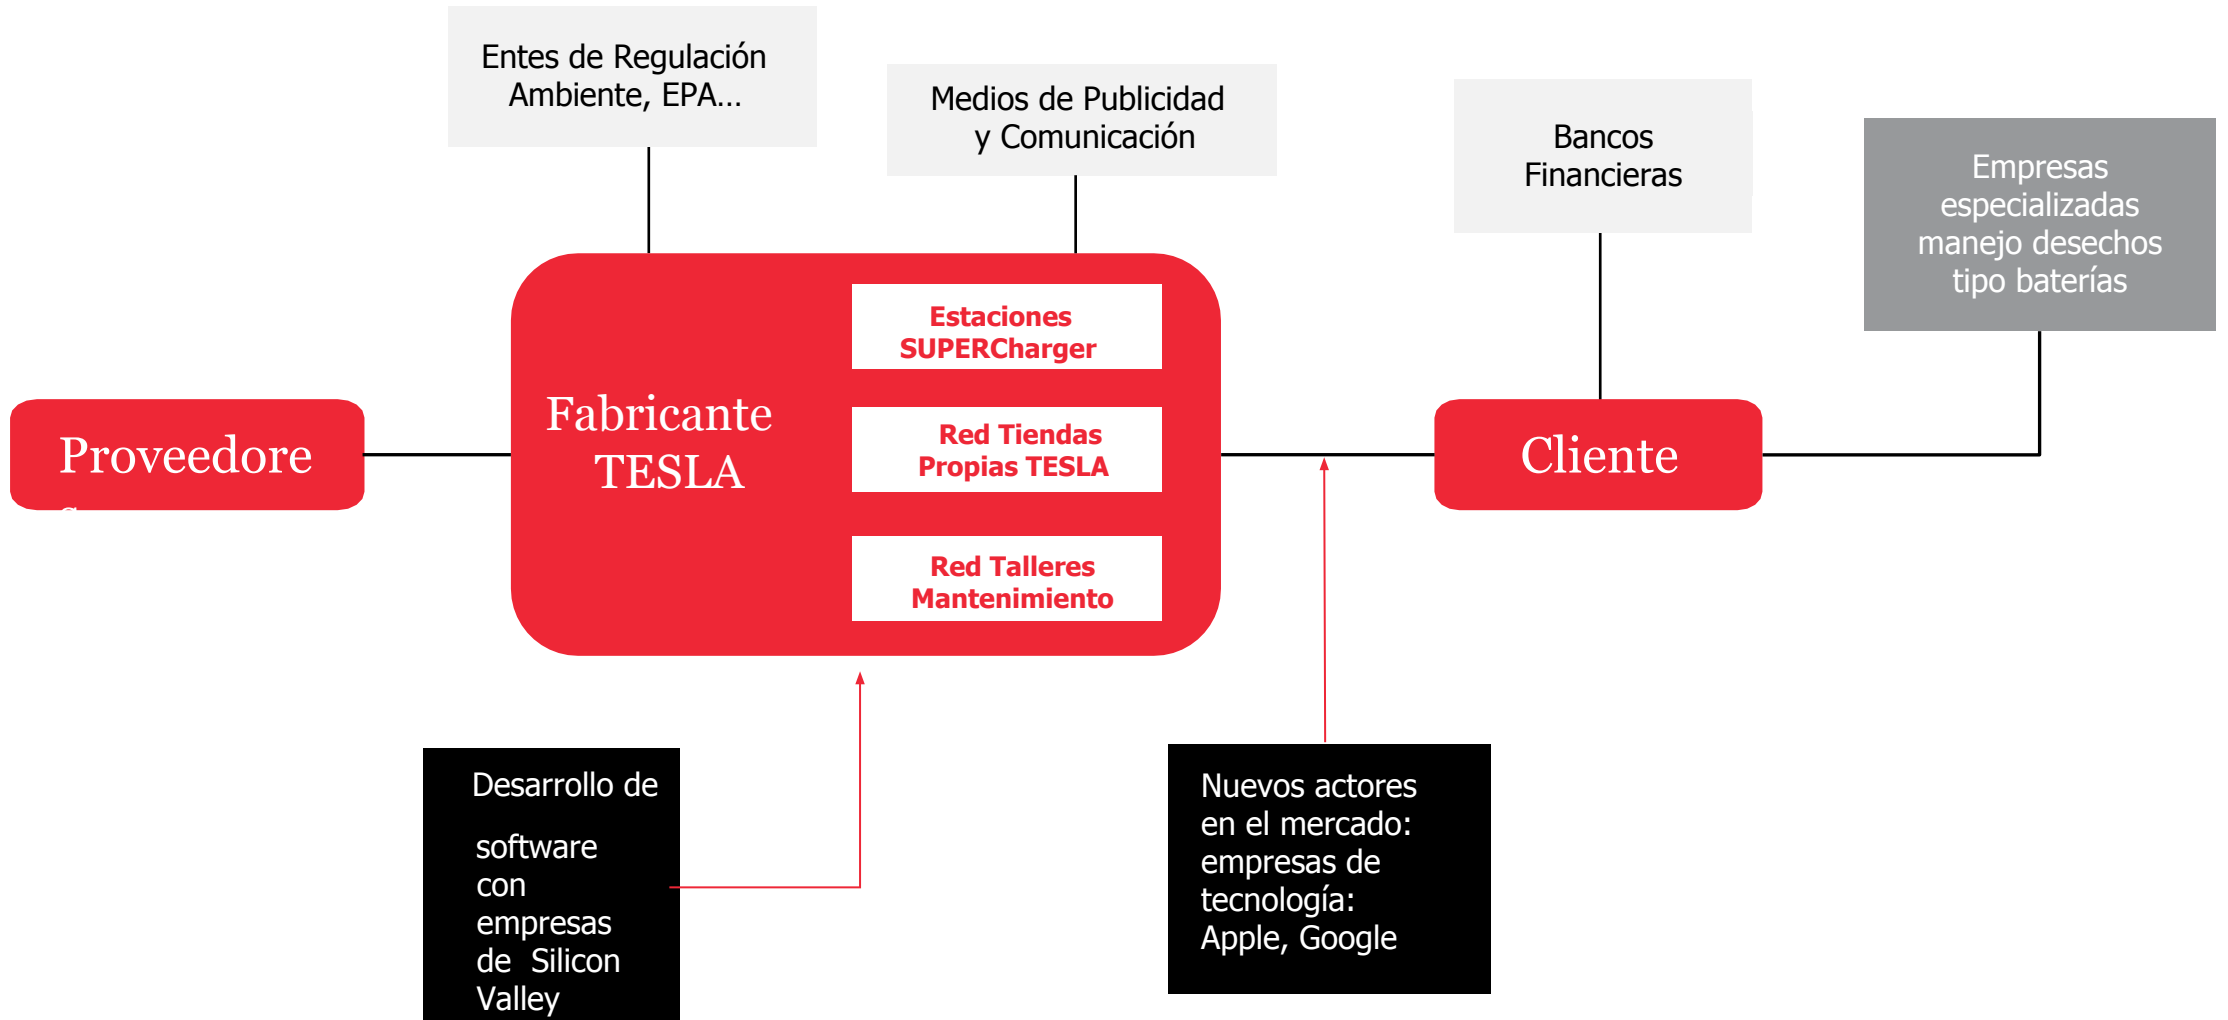 Entes de Regulación
Ambiente, EPA...
Medios de Publicidad
y Comunicación
Bancos
Financieras
Empresas
especializadas
manejo desechos
tipo baterías
Proveedore
s
Fabricante
TESLA
Estaciones
SUPERCharger
Red Tiendas
Propias TESLA
Red Talleres
Mantenimiento
Cliente
Desarrollo de
software
con
empresas
de Silicon
Valley
Nuevos actores
en el mercado:
empresas de
tecnología:
Apple, Google